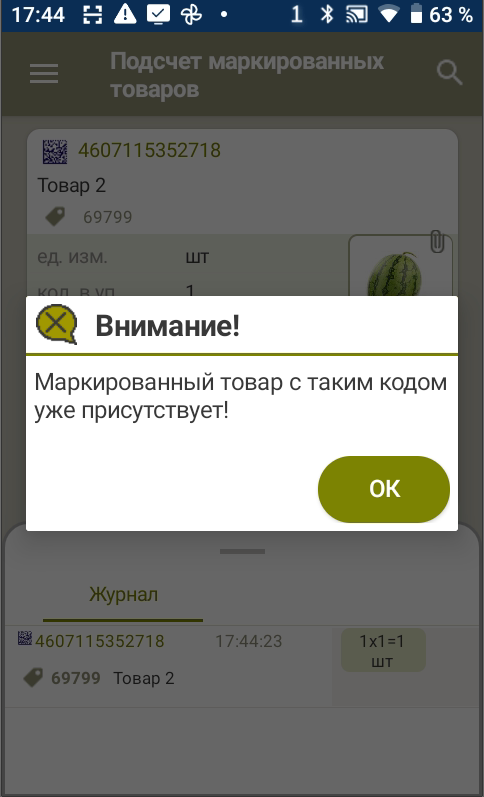 17:44 1 63 %
Подсчет маркированных
товаров
4607115352718
Товар 2
69799
ед. изм. шт
кол. в уп. 1
Внимание!
Маркированный товар с таким кодом
уже присутствует!
ОК
Журнал
4607115352718 17:44:23 1x1=1
шт
69799 Товар 2